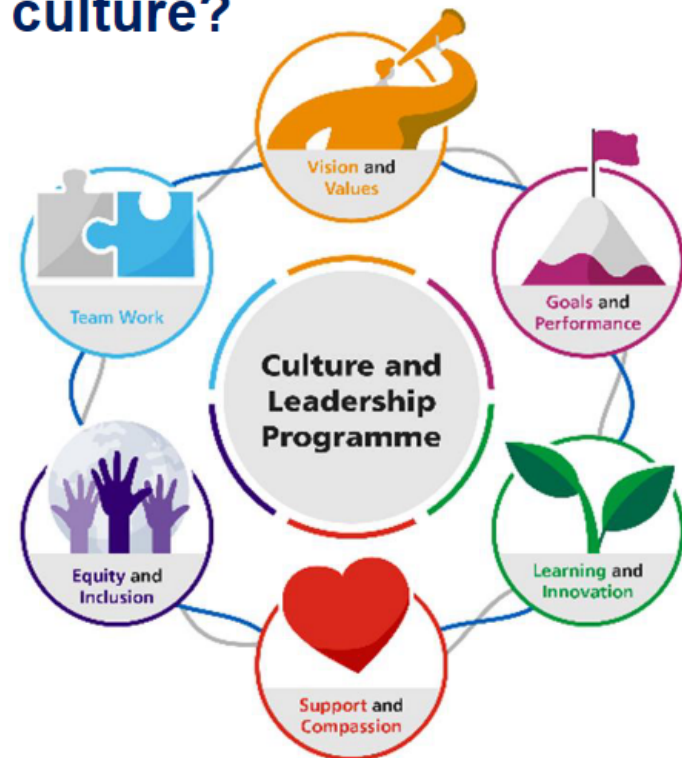 culture?
Vision and
Values
Goals and
Performance
Learning and
Innovation
Support and
Compassion
Equity and
Inclusion
Team Work
Culture and
Leadership
Programme